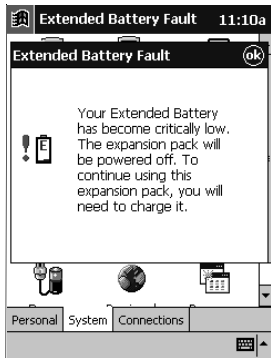 Extended Battery Fault 11:10a
Extended Battery Fault ok
Your Extended Battery
has become critically low.
The expansion pack will
be powered off. To
continue using this
expansion pack, you will
need to charge it.
E
Personal System Connections